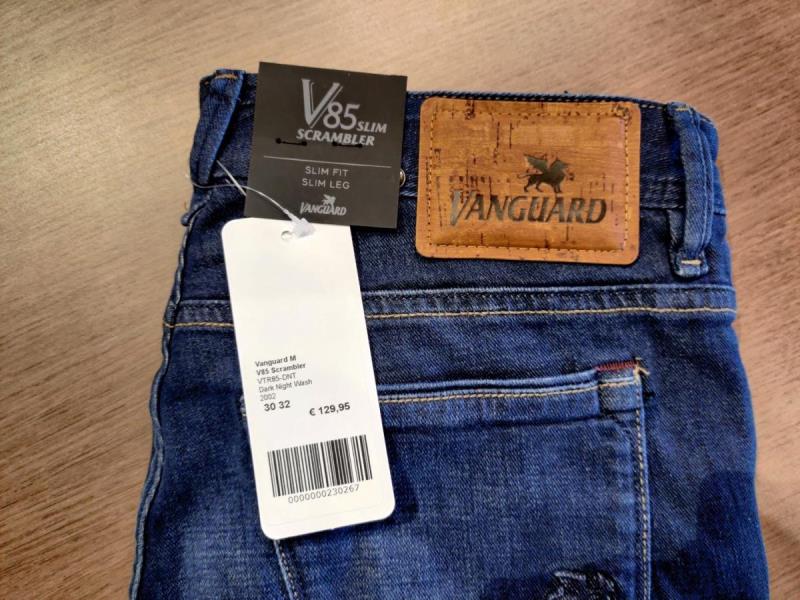 V85 SLIM
SCRAMBLER
SLIM FIT
SLIM LEG
VANGUARD
VANGUARD
Vanguard M
V85 Scrambler
VTR85-DNT
Dark Night Wash
2002
30 32 € 129,95
0000000230267